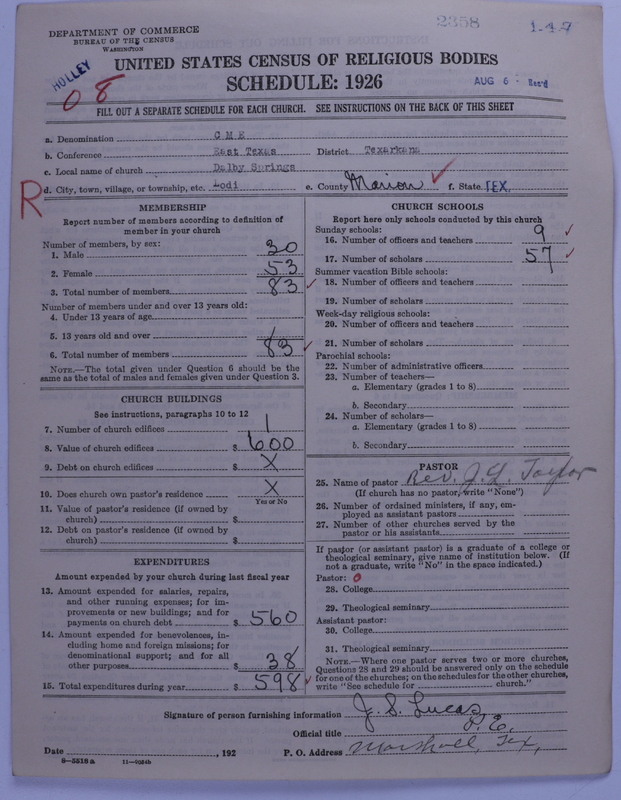 DEPARTMENT OF COMMERCE
BUREAU OF THE CENSUS
WASHINGTON
2358
1-4-7
HOLLEY
08
UNITED STATES CENSUS OF RELIGIOUS BODIES
SCHEDULE: 1926
AUG 6 - Rec'd
FILL OUT A SEPARATE SCHEDULE FOR EACH CHURCH. SEE INSTRUCTIONS ON THE BACK OF THIS SHEET
a. Denomination C M E
b. Conference East Texas District Texarkana
c. Local name of church Dalby Springs
R d. City, town, village, or township, etc. Lodi e. County Marion f. State TEX.
MEMBERSHIP
Report number of members according to definition of
member in your church
Number of members, by sex:
1. Male 30
2. Female 53
3. Total number of members 83
Number of members under and over 13 years old:
4. Under 13 years of age
5. 13 years old and over
6. Total number of members 83
NOTE.—The total given under Question 6 should be the
same as the total of males and females given under Question 3.
CHURCH BUILDINGS
See instructions, paragraphs 10 to 12
7. Number of church edifices 1
8. Value of church edifices $ 600
9. Debt on church edifices $ X
10. Does church own pastor's residence X
Yes or No
11. Value of pastor's residence (if owned by
church) $
12. Debt on pastor's residence (if owned by
church) $
EXPENDITURES
Amount expended by your church during last fiscal year
13. Amount expended for salaries, repairs,
and other running expenses; for im-
provements or new buildings; and for
payments on church debt $ 560
14. Amount expended for benevolences, in-
cluding home and foreign missions; for
denominational support; and for all
other purposes $ 38
15. Total expenditures during year $ 598
CHURCH SCHOOLS
Report here only schools conducted by this church
Sunday schools:
16. Number of officers and teachers 9
17. Number of scholars 57
Summer vacation Bible schools:
18. Number of officers and teachers
19. Number of scholars
Week-day religious schools:
20. Number of officers and teachers
21. Number of scholars
Parochial schools:
22. Number of administrative officers
23. Number of teachers—
a. Elementary (grades 1 to 8)
b. Secondary
24. Number of scholars—
a. Elementary (grades 1 to 8)
b. Secondary
PASTOR
25. Name of pastor Rev. J. Y. Taylor
(If church has no pastor, write "None")
26. Number of ordained ministers, if any, em-
ployed as assistant pastors
27. Number of other churches served by the
pastor or his assistants
If pastor (or assistant pastor) is a graduate of a college or
theological seminary, give name of institution below. (If
not a graduate, write "No" in the space indicated.)
Pastor: 0
28. College
29. Theological seminary
Assistant pastor:
30. College
31. Theological seminary
NOTE.—Where one pastor serves two or more churches,
Questions 28 and 29 should be answered only on the schedule
for one of the churches; on the schedules for the other churches,
write "See schedule for church."
Signature of person furnishing information J. S. Lucas
Official title P. E.
Date , 192 P. O. Address Marshall, Tex,
8-5518a 11-9034b